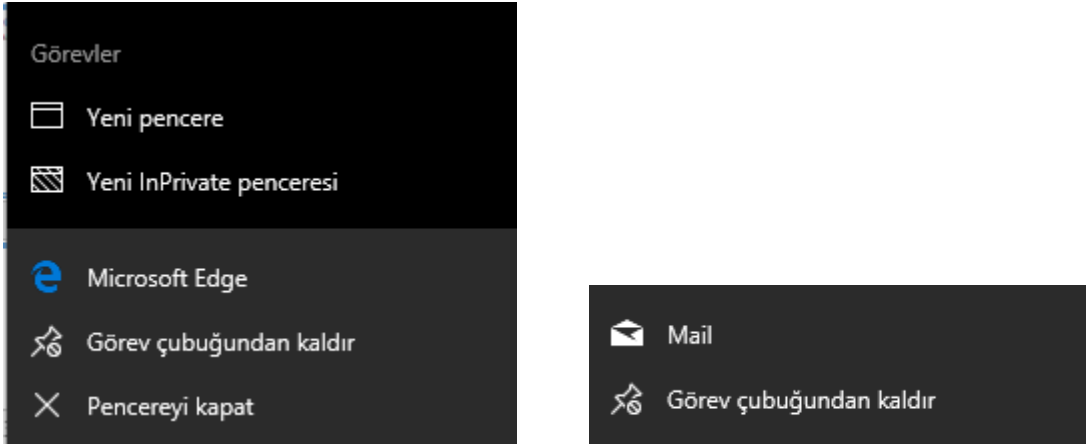 Görevler
Yeni pencere
Yeni InPrivate penceresi
Microsoft Edge
Görev çubuğundan kaldır
Pencereyi kapat
Mail
Görev çubuğundan kaldır